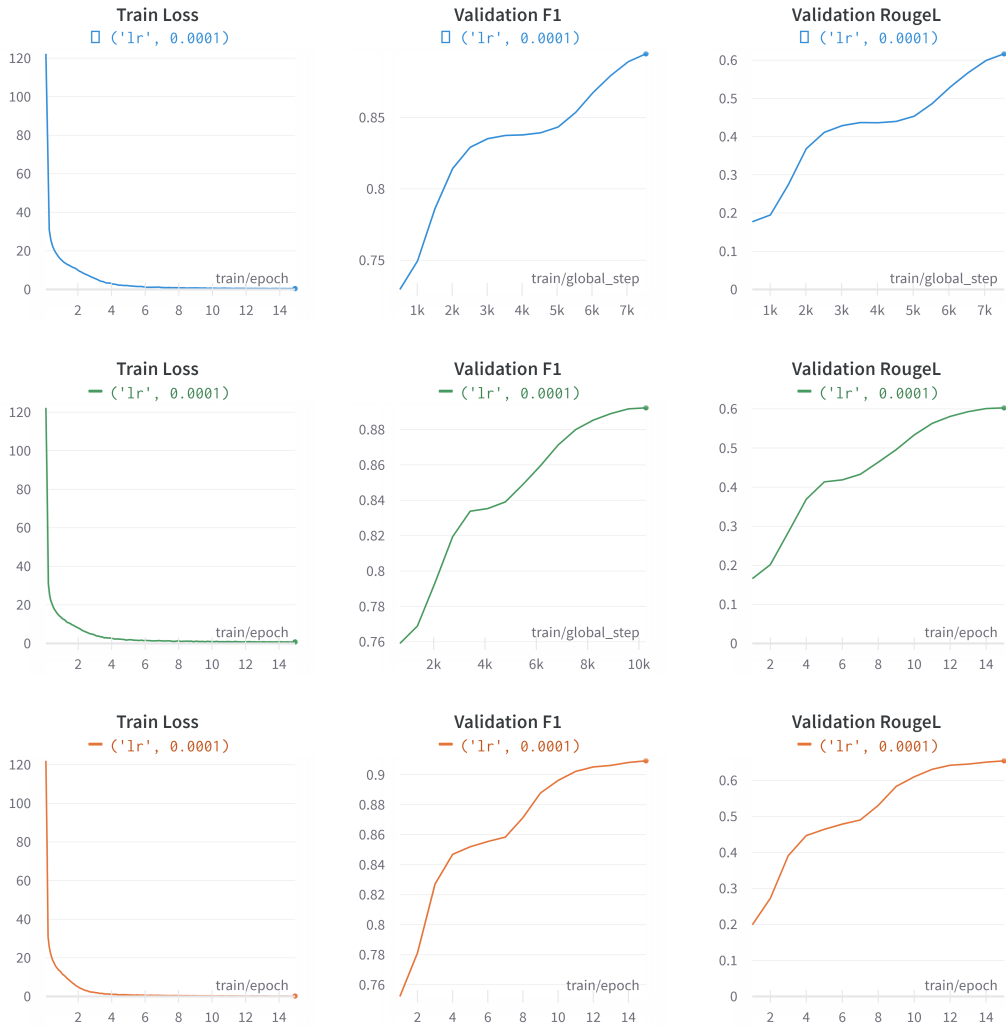 Train Loss
('lr', 0.0001)
120
100
80
60
40
20
0
train/epoch
2 4 6 8 10 12 14
Validation F1
('lr', 0.0001)
0.85
0.8
0.75
train/global_step
1k 2k 3k 4k 5k 6k 7k
Validation RougeL
('lr', 0.0001)
0.6
0.5
0.4
0.3
0.2
0.1
0
train/global_step
1k 2k 3k 4k 5k 6k 7k
Train Loss
('lr', 0.0001)
120
100
80
60
40
20
0
train/epoch
2 4 6 8 10 12 14
Validation F1
('lr', 0.0001)
0.88
0.86
0.84
0.82
0.8
0.78
0.76
train/global_step
2k 4k 6k 8k 10k
Validation RougeL
('lr', 0.0001)
0.6
0.5
0.4
0.3
0.2
0.1
0
train/epoch
2 4 6 8 10 12 14
Train Loss
('lr', 0.0001)
120
100
80
60
40
20
0
train/epoch
2 4 6 8 10 12 14
Validation F1
('lr', 0.0001)
0.9
0.88
0.86
0.84
0.82
0.8
0.78
0.76
train/epoch
2 4 6 8 10 12 14
Validation RougeL
('lr', 0.0001)
0.6
0.5
0.4
0.3
0.2
0.1
0
train/epoch
2 4 6 8 10 12 14